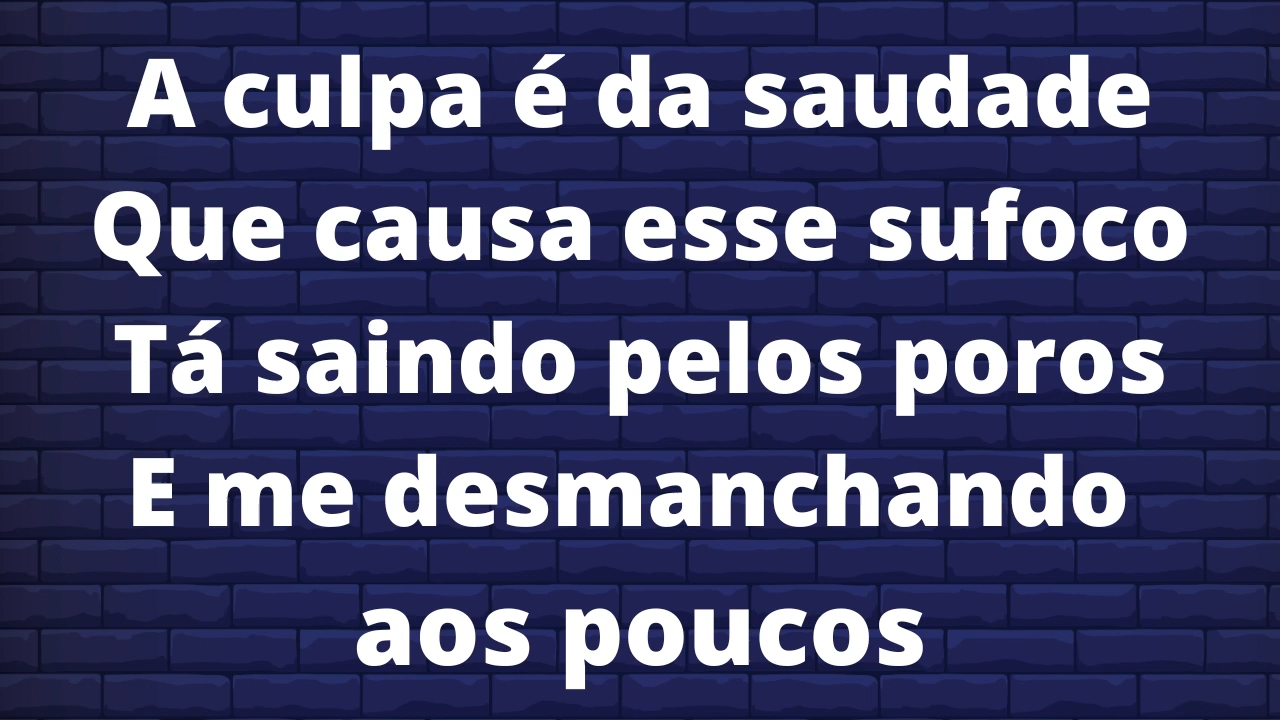 A culpa é da saudade
Que causa esse sufoco
Tá saindo pelos poros
E me desmanchando
aos poucos